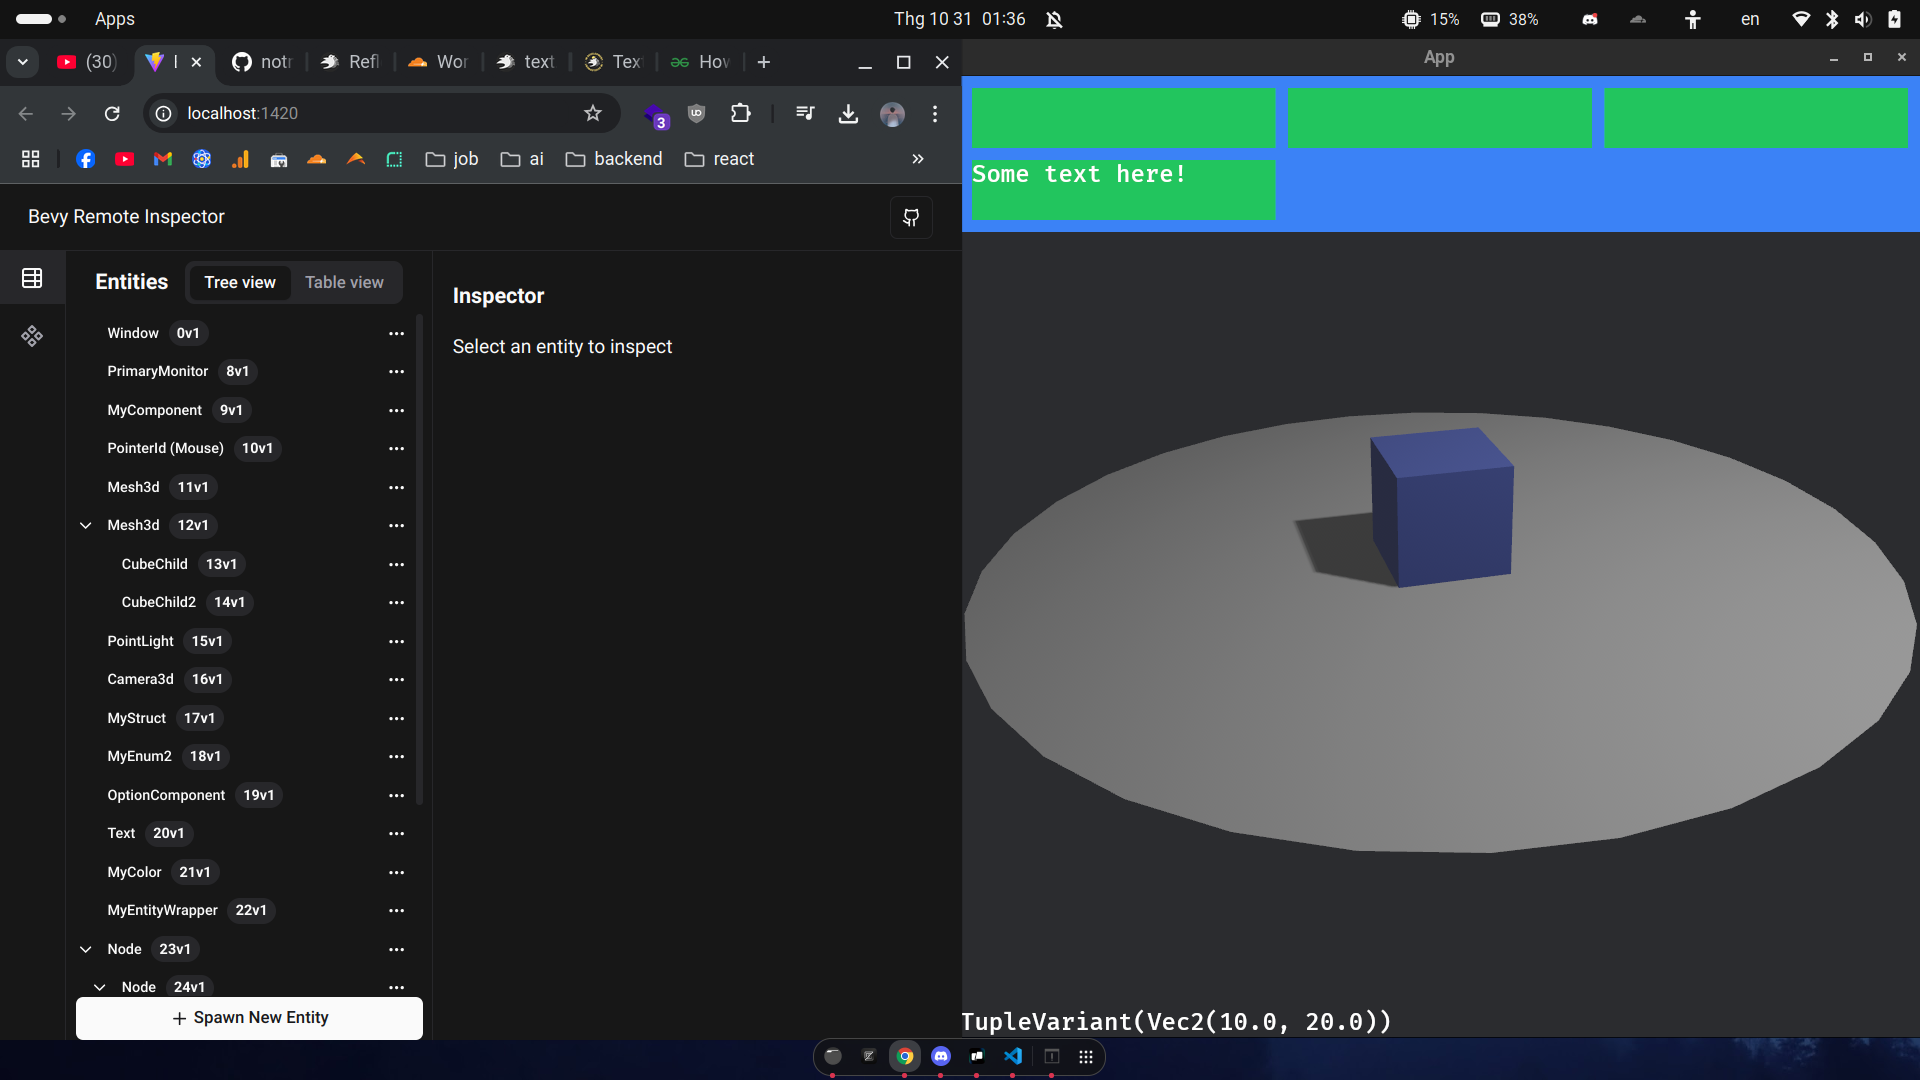 Apps
Thg 10 31 01:36
15%
38%
en
(30)
notr
Refl
Wor
text
Tex
How
App
localhost:1420
3
job
ai
backend
react
Bevy Remote Inspector
Entities
Tree view
Table view
Window 0v1
PrimaryMonitor 8v1
MyComponent 9v1
PointerId (Mouse) 10v1
Mesh3d 11v1
Mesh3d 12v1
CubeChild 13v1
CubeChild2 14v1
PointLight 15v1
Camera3d 16v1
MyStruct 17v1
MyEnum2 18v1
OptionComponent 19v1
Text 20v1
MyColor 21v1
MyEntityWrapper 22v1
Node 23v1
Node 24v1
+ Spawn New Entity
Inspector
Select an entity to inspect
Some text here!
TupleVariant(Vec2(10.0, 20.0))